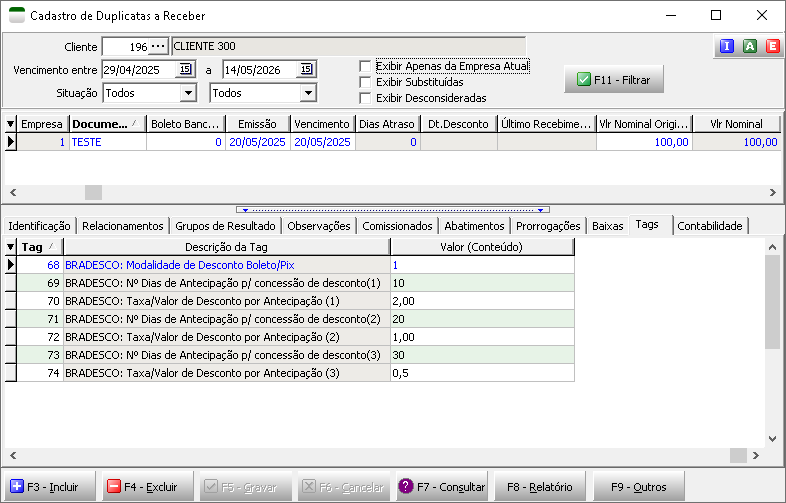 Cadastro de Duplicatas a Receber
Cliente 196 ... CLIENTE 300
I A E
Vencimento entre 29/04/2025 15 a 14/05/2026 15
Situação Todos Todos
Exibir Apenas da Empresa Atual
Exibir Substituídas
Exibir Desconsideradas
F11 - Filtrar
Empresa Docume... Boleto Banc... Emissão Vencimento Dias Atraso Dt.Desconto Último Recebime... Vlr Nominal Origi... Vlr Nominal
1 TESTE 0 20/05/2025 20/05/2025 0 100,00 100,00
Identificação Relacionamentos Grupos de Resultado Observações Comissionados Abatimentos Prorrogações Baixas Tags Contabilidade
Tag Descrição da Tag Valor (Conteúdo)
68 BRADESCO: Modalidade de Desconto Boleto/Pix 1
69 BRADESCO: Nº Dias de Antecipação p/ concessão de desconto(1) 10
70 BRADESCO: Taxa/Valor de Desconto por Antecipação (1) 2,00
71 BRADESCO: Nº Dias de Antecipação p/ concessão de desconto(2) 20
72 BRADESCO: Taxa/Valor de Desconto por Antecipação (2) 1,00
73 BRADESCO: Nº Dias de Antecipação p/ concessão de desconto(3) 30
74 BRADESCO: Taxa/Valor de Desconto por Antecipação (3) 0,5
F3 - Incluir F4 - Excluir F5 - Gravar F6 - Cancelar ? F7 - Consultar F8 - Relatório F9 - Outros